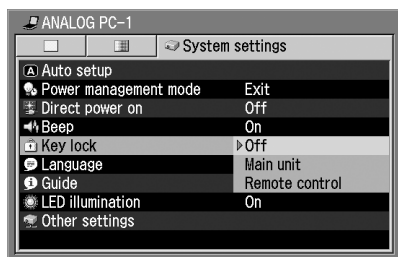 ANALOG PC-1
System settings
A Auto setup
Power management mode Exit
Direct power on Off
Beep On
Key lock Off
Language Main unit
Guide Remote control
LED illumination On
Other settings